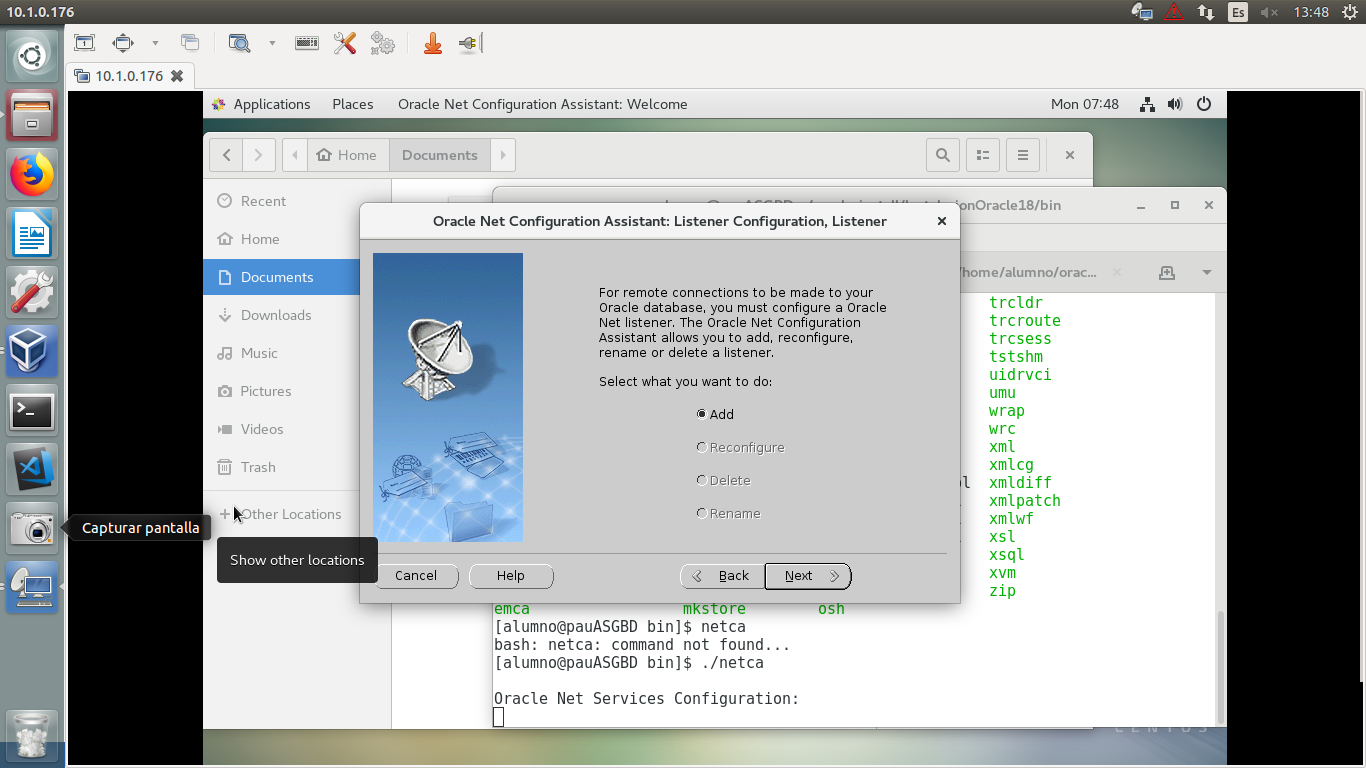 10.1.0.176
Es
13:48
10.1.0.176
Applications
Places
Oracle Net Configuration Assistant: Welcome
Mon 07:48
Home
Documents
Recent
Home
Documents
Downloads
Music
Pictures
Videos
Trash
Other Locations
Capturar pantalla
Show other locations
onOracle18/bin
/home/alumno/orac...
Oracle Net Configuration Assistant: Listener Configuration, Listener
For remote connections to be made to your
Oracle database, you must configure a Oracle
Net listener. The Oracle Net Configuration
Assistant allows you to add, reconfigure,
rename or delete a listener.
Select what you want to do:
Add
Reconfigure
Delete
Rename
Cancel
Help
Back
Next
trcldr
trcroute
trcsess
tstshm
uidrvci
umu
wrap
wrc
xml
xmlcg
xmldiff
xmlpatch
xmlwf
xsl
xsql
xvm
zip
emca mkstore osh
[alumno@pauASGBD bin]$ netca
bash: netca: command not found...
[alumno@pauASGBD bin]$ ./netca
Oracle Net Services Configuration: